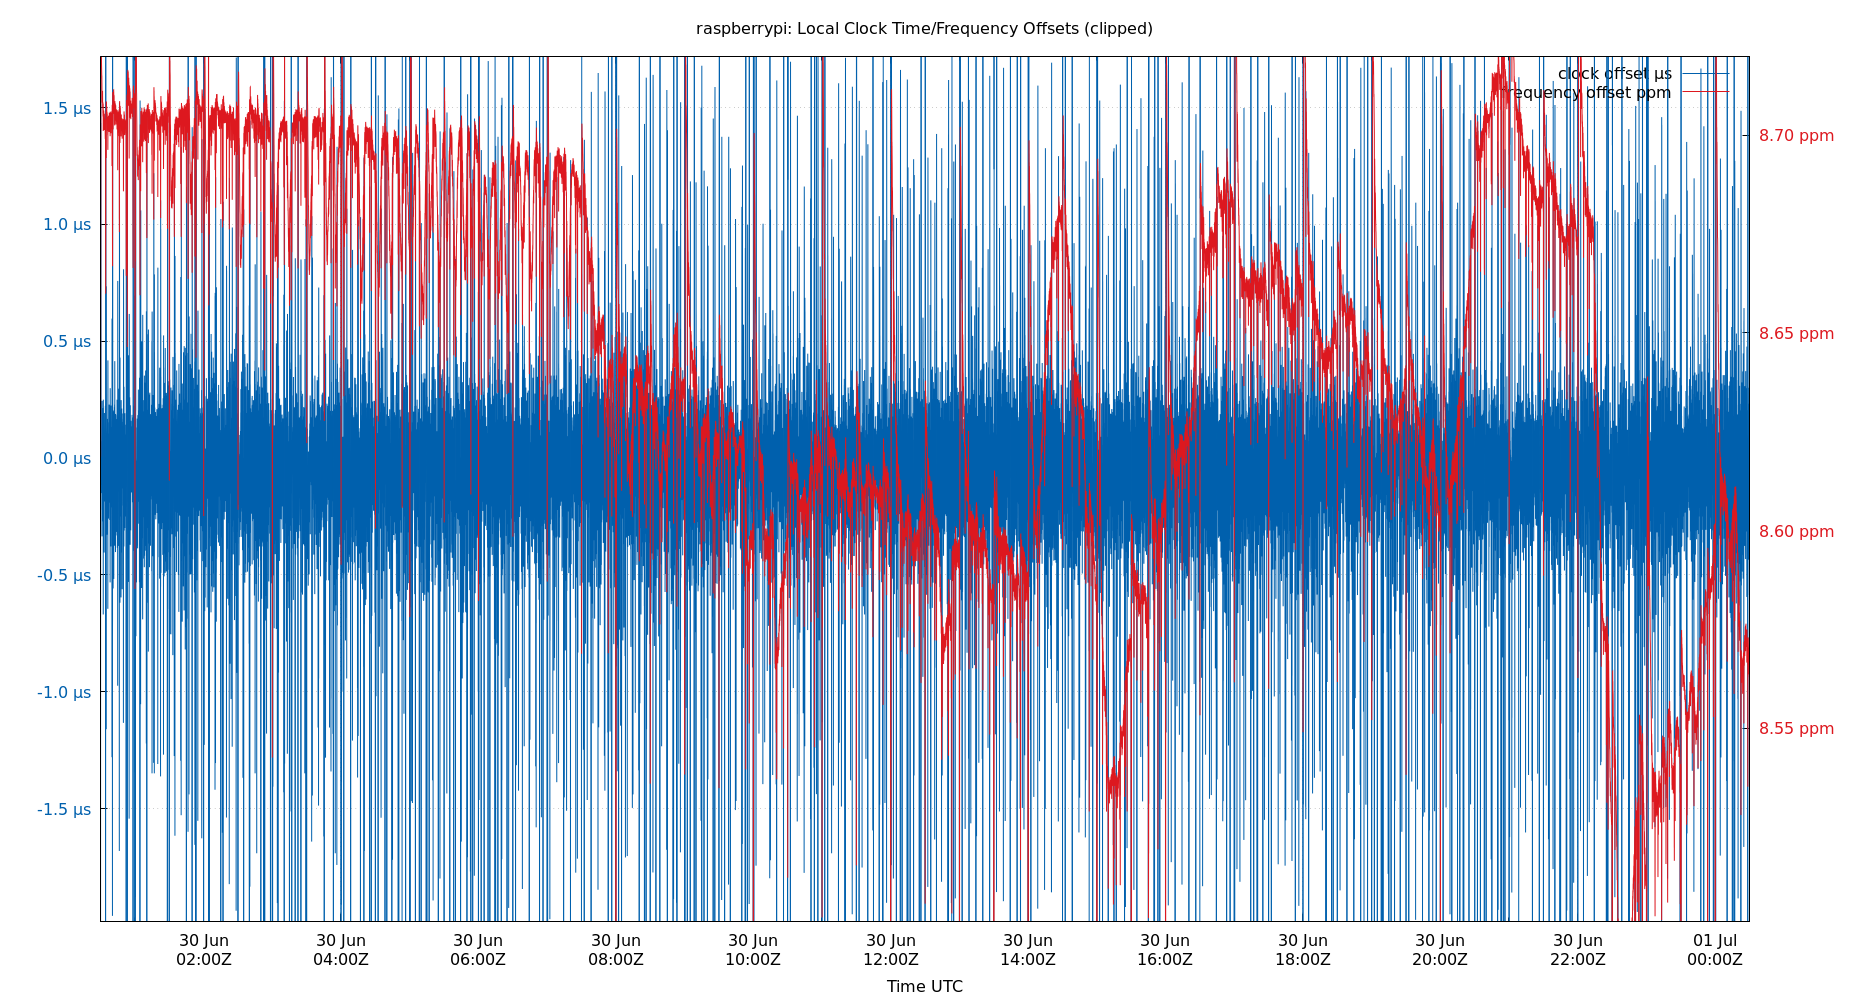 raspberrypi: Local Clock Time/Frequency Offsets (clipped)
clock offset μs
frequency offset ppm
1.5 μs
1.0 μs
0.5 μs
0.0 μs
-0.5 μs
-1.0 μs
-1.5 μs
8.70 ppm
8.65 ppm
8.60 ppm
8.55 ppm
30 Jun 30 Jun 30 Jun 30 Jun 30 Jun 30 Jun 30 Jun 30 Jun 30 Jun 30 Jun 30 Jun 01 Jul
02:00Z 04:00Z 06:00Z 08:00Z 10:00Z 12:00Z 14:00Z 16:00Z 18:00Z 20:00Z 22:00Z 00:00Z
Time UTC